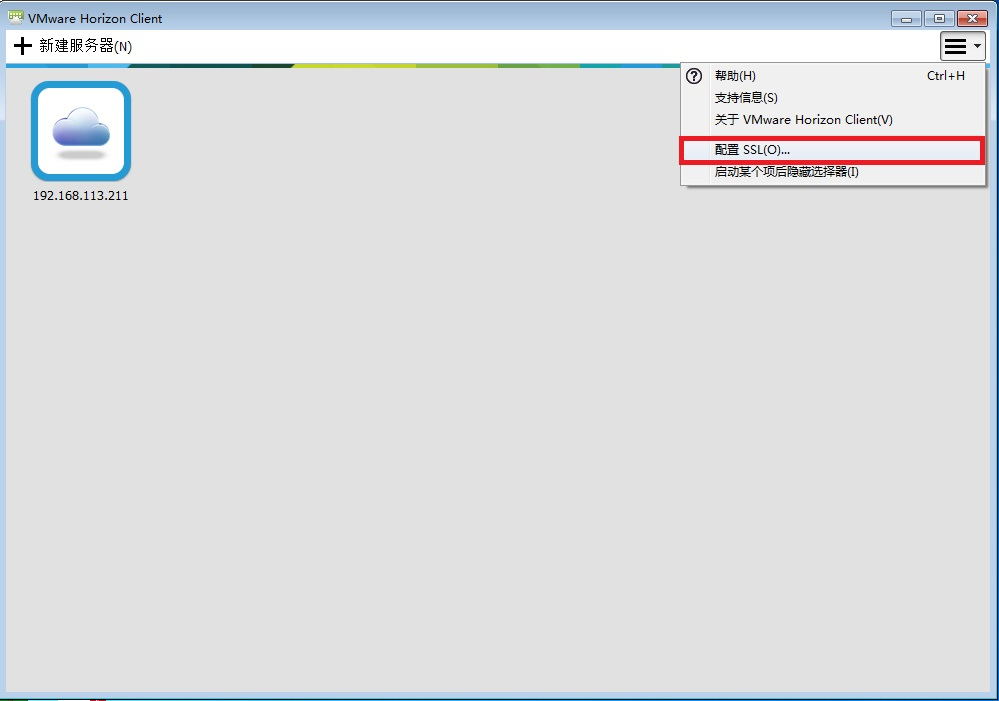 VMware Horizon Client
新建服务器(N)
帮助(H) Ctrl+H
支持信息(S)
关于 VMware Horizon Client(V)
配置 SSL(O)...
启动某个项后隐藏选择器(I)
192.168.113.211